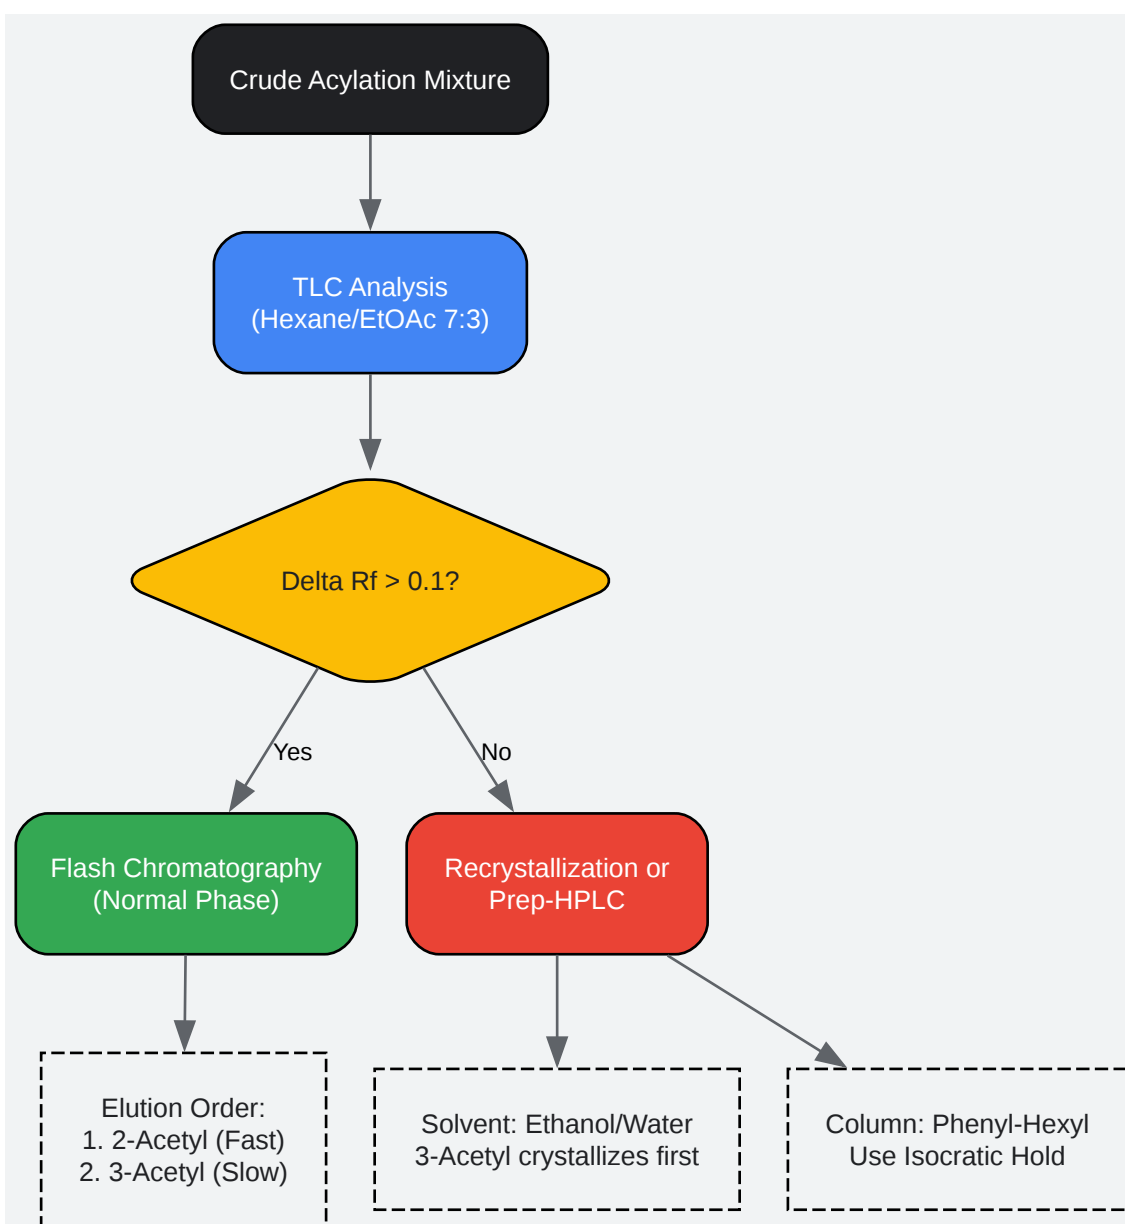 Crude Acylation Mixture
TLC Analysis
(Hexane/EtOAc 7:3)
Delta Rf > 0.1?
Yes
No
Flash Chromatography
(Normal Phase)
Recrystallization or
Prep-HPLC
Elution Order:
1. 2-Acetyl (Fast)
2. 3-Acetyl (Slow)
Solvent: Ethanol/Water
3-Acetyl crystallizes first
Column: Phenyl-Hexyl
Use Isocratic Hold